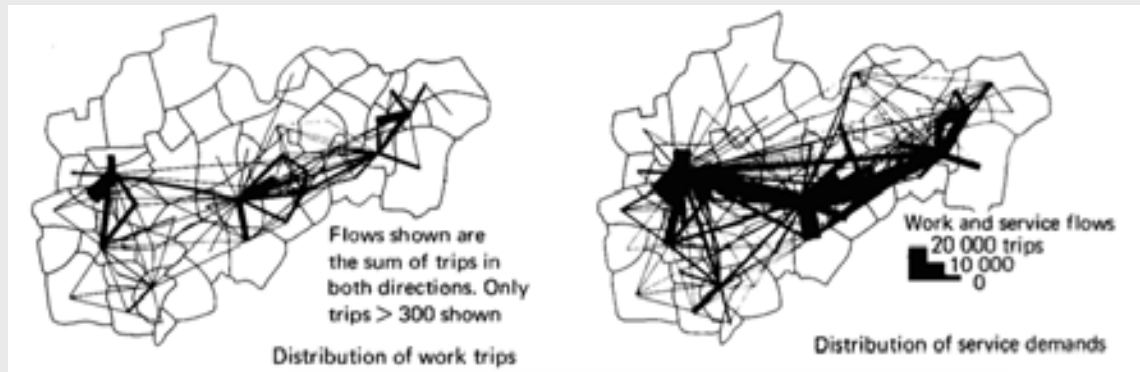 Flows shown are
the sum of trips in
both directions. Only
trips > 300 shown
Distribution of work trips
Work and service flows
20 000 trips
10 000
0
Distribution of service demands